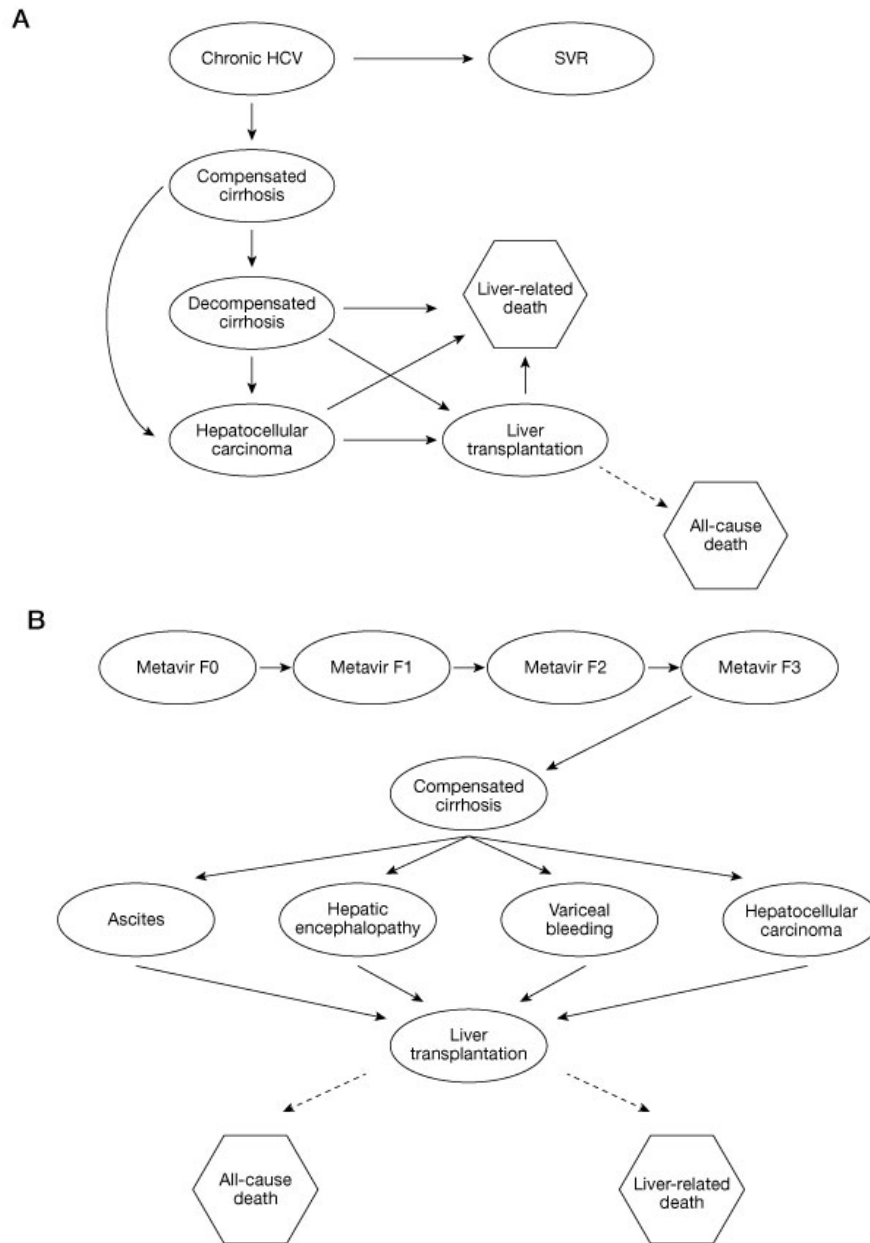 A
Chronic HCV
SVR
Compensated
cirrhosis
Decompensated
cirrhosis
Liver-related
death
Hepatocellular
carcinoma
Liver
transplantation
All-cause
death
B
Metavir F0
Metavir F1
Metavir F2
Metavir F3
Compensated
cirrhosis
Ascites
Hepatic
encephalopathy
Variceal
bleeding
Hepatocellular
carcinoma
Liver
transplantation
All-cause
death
Liver-related
death